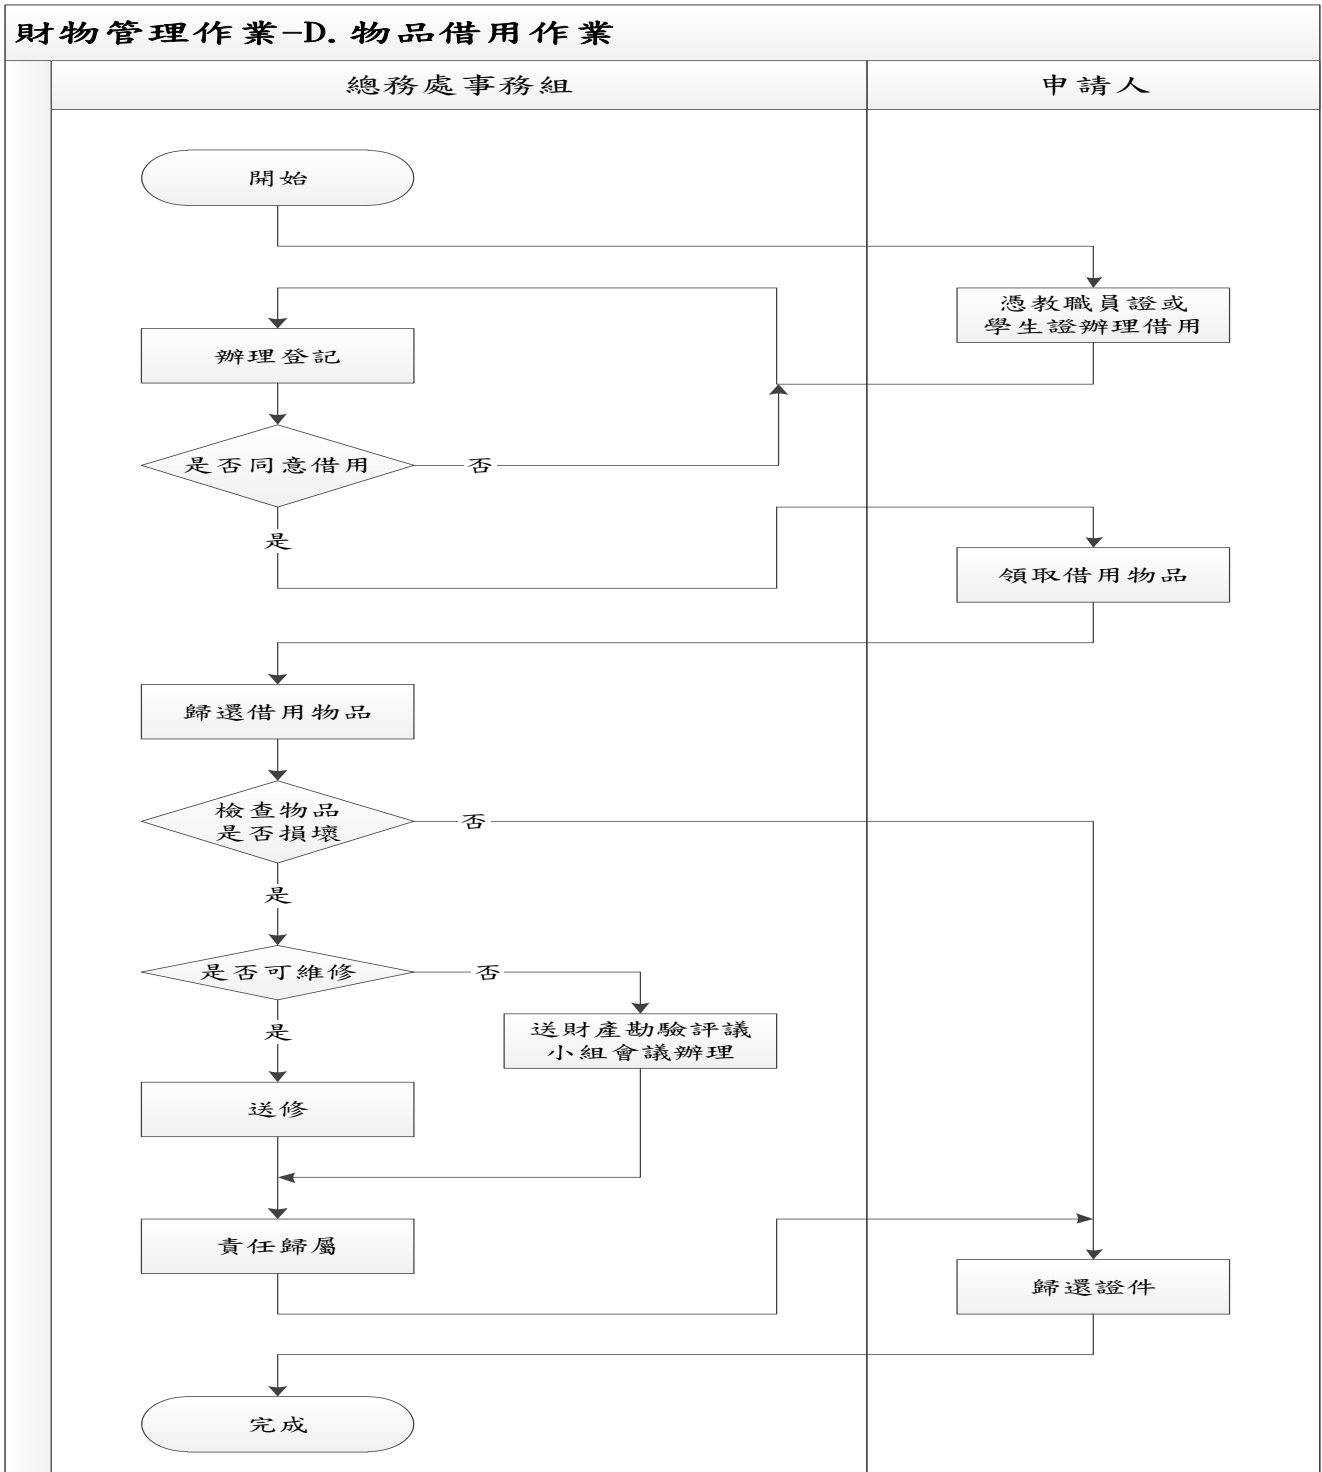 財物管理作業-D.物品借用作業
總務處事務組
申請人
開始
憑教職員證或
學生證辦理借用
辦理登記
是否同意借用
否
是
領取借用物品
歸還借用物品
檢查物品
是否損壞
否
是
是否可維修
否
是
送財產勘驗評議
小組會議辦理
送修
責任歸屬
歸還證件
完成